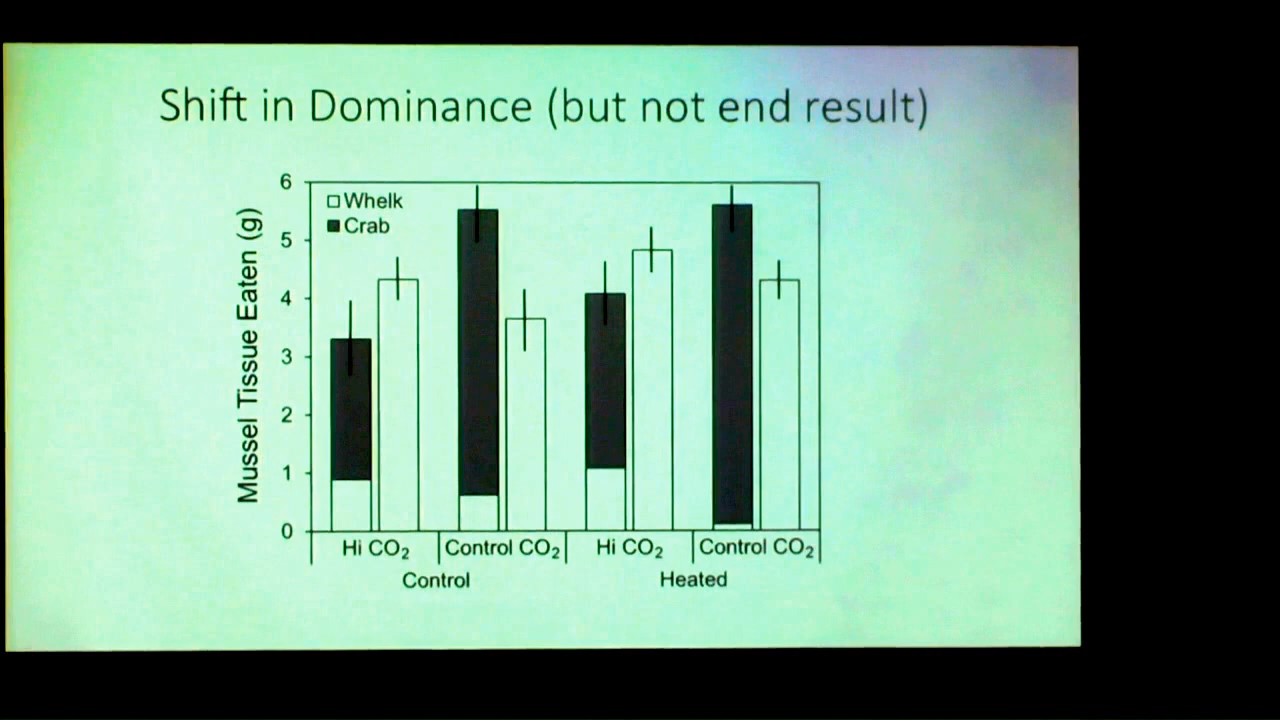 Shift in Dominance (but not end result)
Mussel Tissue Eaten (g)
6
5
4
3
2
1
0
Whelk
Crab
Hi CO₂
Control CO₂
Hi CO₂
Control CO₂
Control
Heated